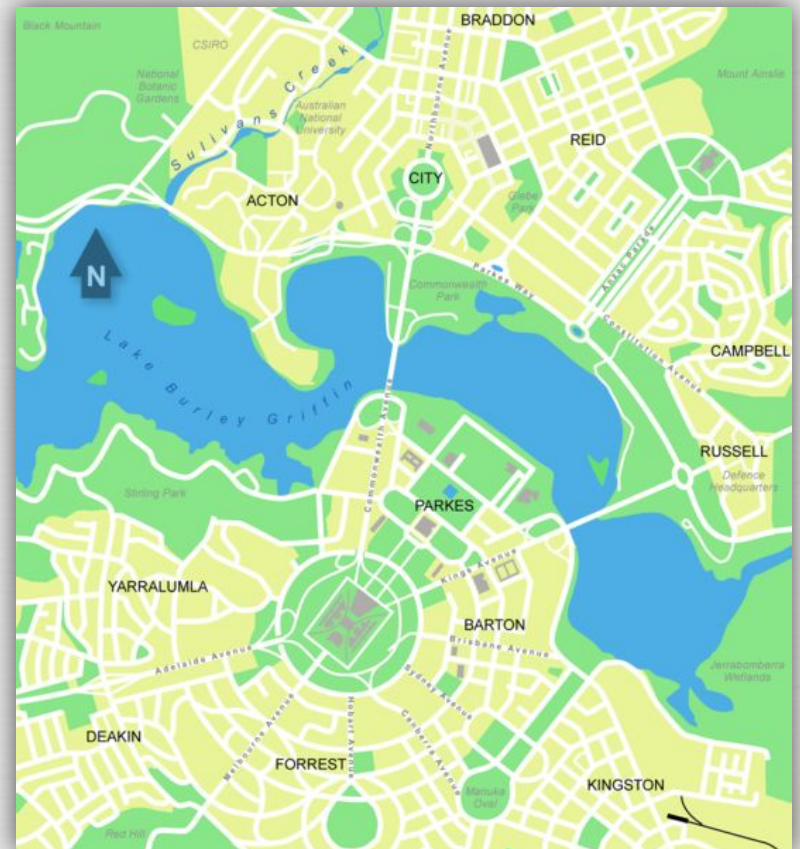 BRADDON
Black Mountain
CSIRO
Northbourne Avenue
National
Botanic
Gardens
Mount Ainslie
Sulivans Creek
Australian
National
University
REID
CITY
ACTON
Glebe
Park
Anzac Parade
N
Parkes Way
Commonwealth
Park
Constitution Avenue
CAMPBELL
Lake Burley Griffin
Commonwealth Avenue
RUSSELL
Defence
Headquarters
Stirling Park
PARKES
Kings Avenue
YARRALUMLA
BARTON
Brisbane Avenue
Adelaide Avenue
Jerrabomberra
Wetlands
Sydney Avenue
Melbourne Avenue
Hobart Avenue
Canberra Avenue
DEAKIN
FORREST
KINGSTON
Manuka
Oval
Red Hill